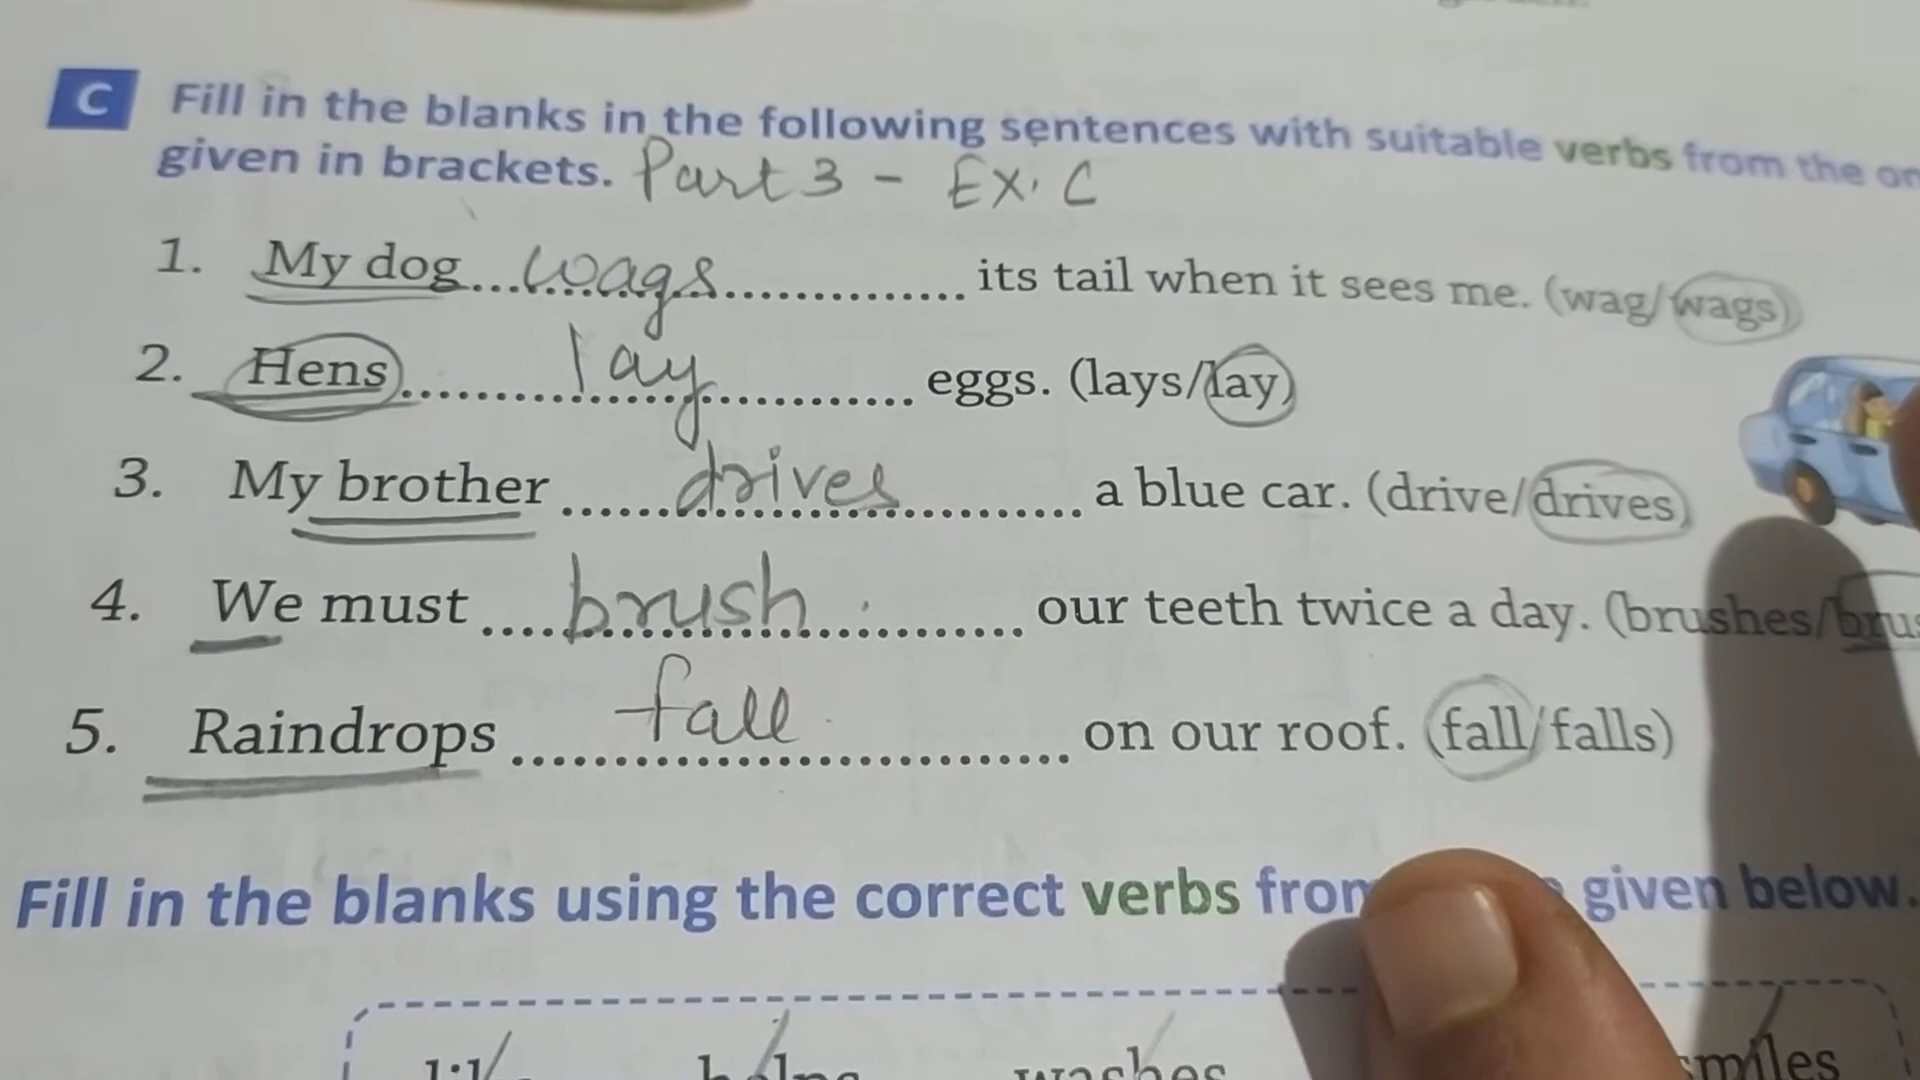 C Fill in the blanks in the following sentences with suitable verbs from the
given in brackets. Part 3 - Ex. C
1. My dog...wags.............. its tail when it sees me. (wag/wags)
2. Hens..........lay.......... eggs. (lays/lay)
3. My brother ......drives.......... a blue car. (drive/drives)
4. We must ....brush.......... our teeth twice a day. (brushes/
5. Raindrops ......fall.......... on our roof. (fall/falls)
Fill in the blanks using the correct verbs given below.
washes smiles